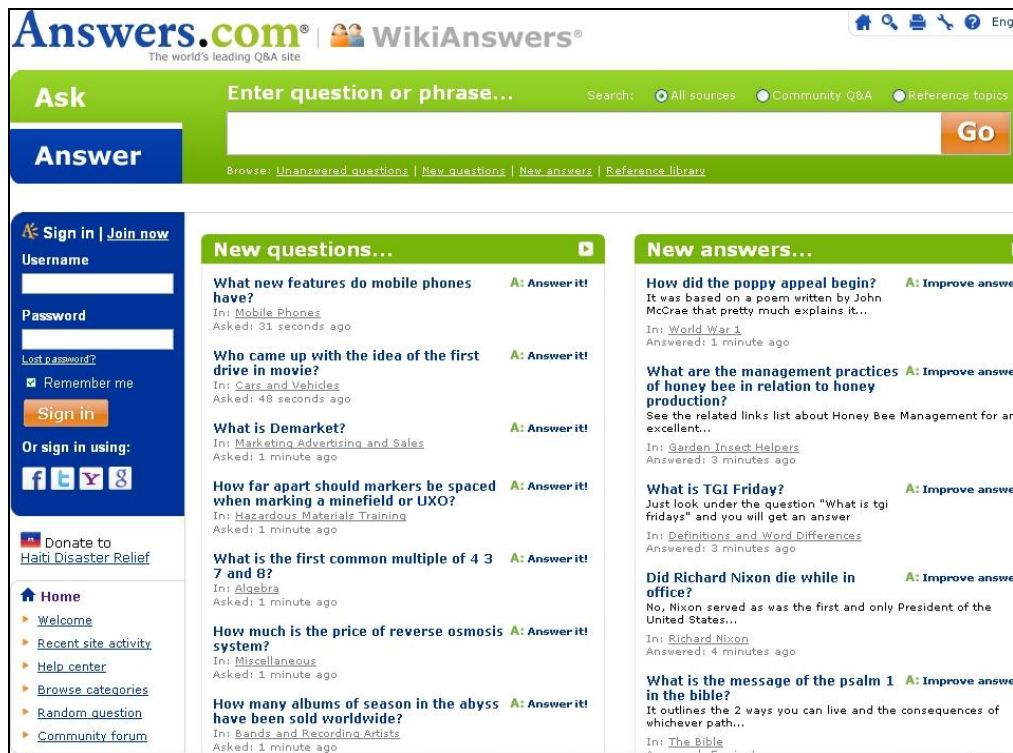 Answers.com® | WikiAnswers®
The world's leading Q&A site
Eng
Ask
Answer
Enter question or phrase...
Search: All sources Community Q&A Reference topics
Go
Browse: Unanswered questions | New questions | New answers | Reference library
Sign in | Join now
Username
Password
Lost password?
Remember me
Sign in
Or sign in using:
f t Y g
Donate to
Haiti Disaster Relief
Home
Welcome
Recent site activity
Help center
Browse categories
Random question
Community forum
New questions...
What new features do mobile phones A: Answer it!
have?
In: Mobile Phones
Asked: 31 seconds ago
Who came up with the idea of the first A: Answer it!
drive in movie?
In: Cars and Vehicles
Asked: 48 seconds ago
What is Demarket? A: Answer it!
In: Marketing Advertising and Sales
Asked: 1 minute ago
How far apart should markers be spaced A: Answer it!
when marking a minefield or UXO?
In: Hazardous Materials Training
Asked: 1 minute ago
What is the first common multiple of 4 3 A: Answer it!
7 and 8?
In: Algebra
Asked: 1 minute ago
How much is the price of reverse osmosis A: Answer it!
system?
In: Miscellaneous
Asked: 1 minute ago
How many albums of season in the abyss A: Answer it!
have been sold worldwide?
In: Bands and Recording Artists
Asked: 1 minute ago
New answers...
How did the poppy appeal begin? A: Improve answe
It was based on a poem written by John
McCrae that pretty much explains it...
In: World War 1
Answered: 1 minute ago
What are the management practices A: Improve answe
of honey bee in relation to honey
production?
See the related links list about Honey Bee Management for an
excellent...
In: Garden Insect Helpers
Answered: 3 minutes ago
What is TGI Friday? A: Improve answe
Just look under the question "What is tgi
fridays" and you will get an answer
In: Definitions and Word Differences
Answered: 3 minutes ago
Did Richard Nixon die while in A: Improve answe
office?
No, Nixon served as was the first and only President of the
United States...
In: Richard Nixon
Answered: 4 minutes ago
What is the message of the psalm 1 A: Improve answe
in the bible?
It outlines the 2 ways you can live and the consequences of
whichever path...
In: The Bible